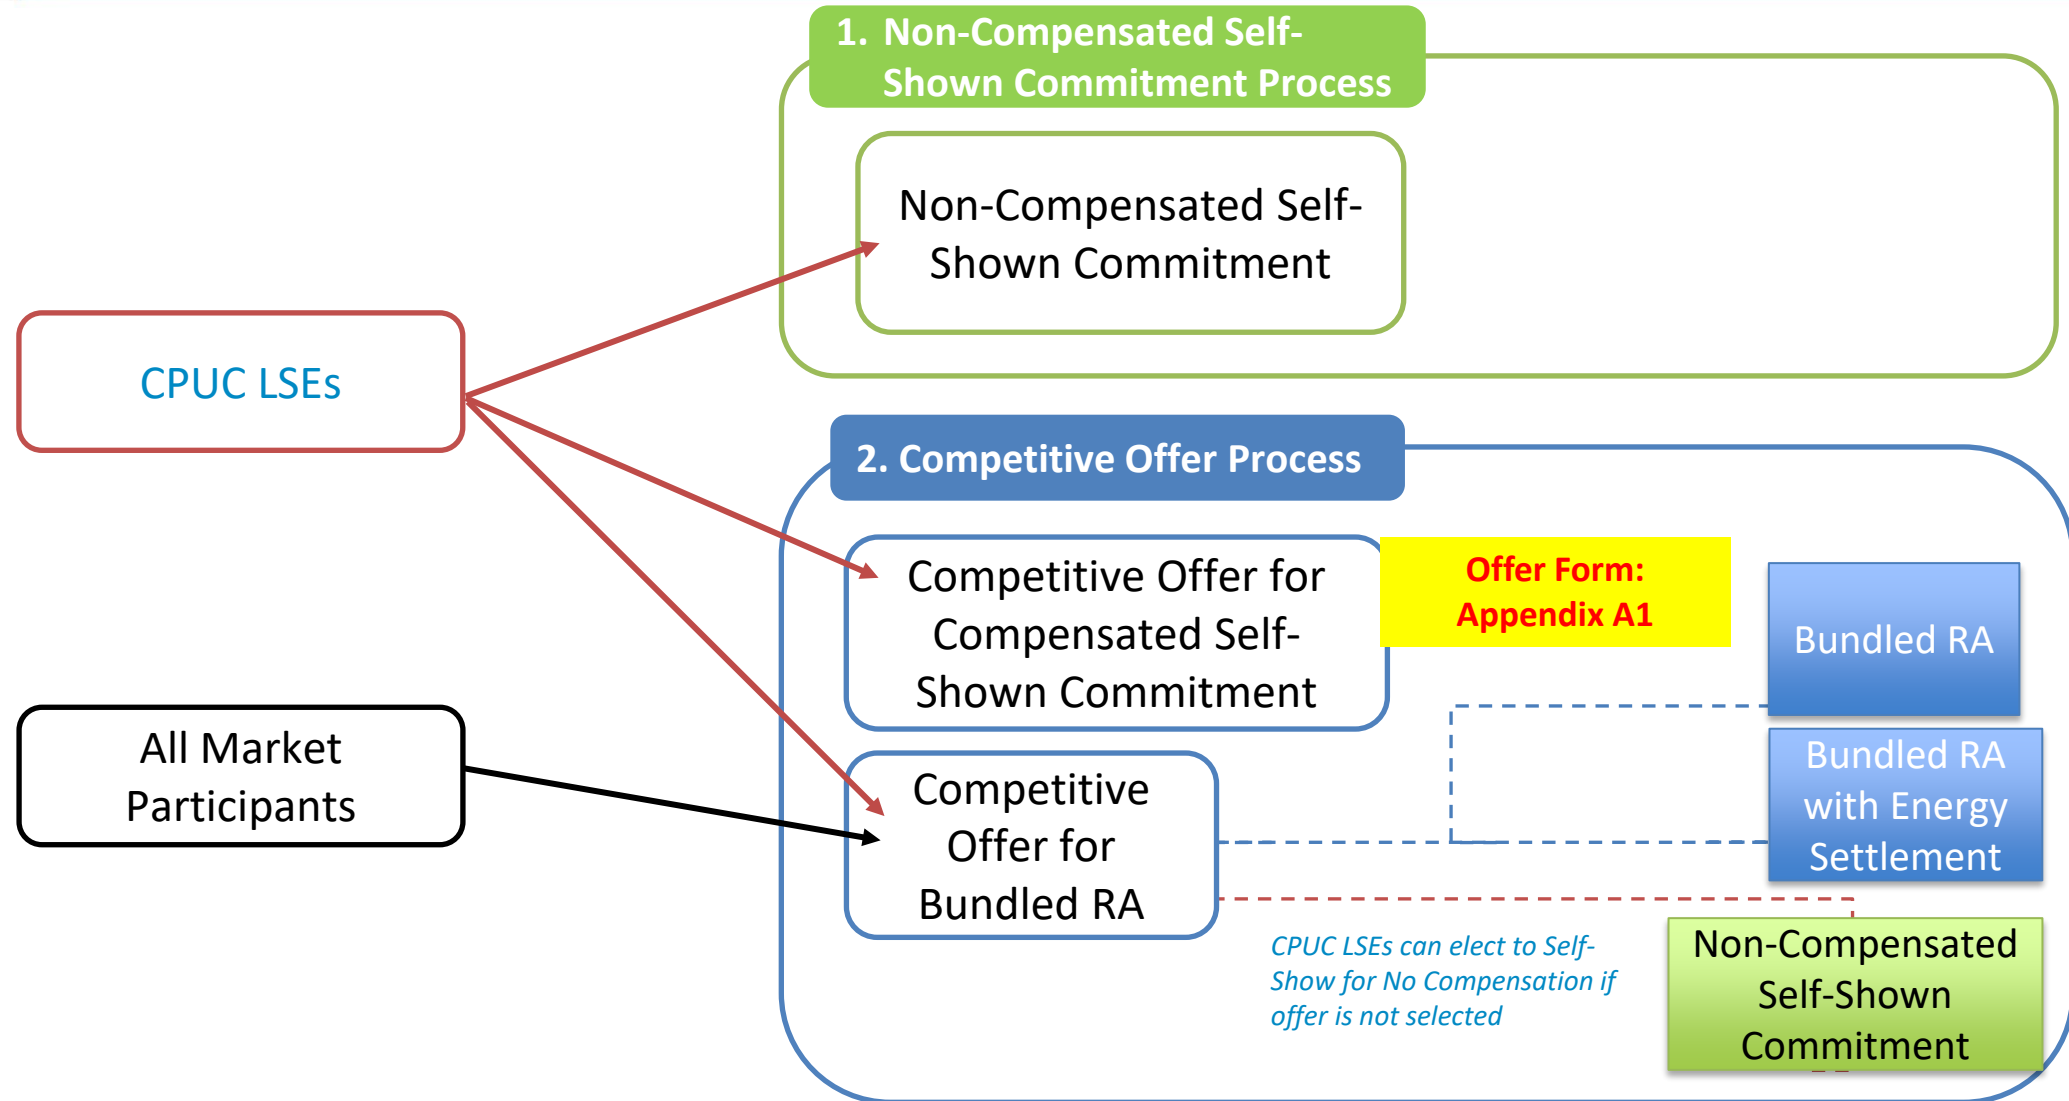 1. Non-Compensated Self-
Shown Commitment Process
Non-Compensated Self-
Shown Commitment
CPUC LSEs
2. Competitive Offer Process
Competitive Offer for
Compensated Self-
Shown Commitment
Offer Form:
Appendix A1
Bundled RA
All Market
Participants
Competitive
Offer for
Bundled RA
Bundled RA
with Energy
Settlement
CPUC LSEs can elect to Self-
Show for No Compensation if
offer is not selected
Non-Compensated
Self-Shown
Commitment